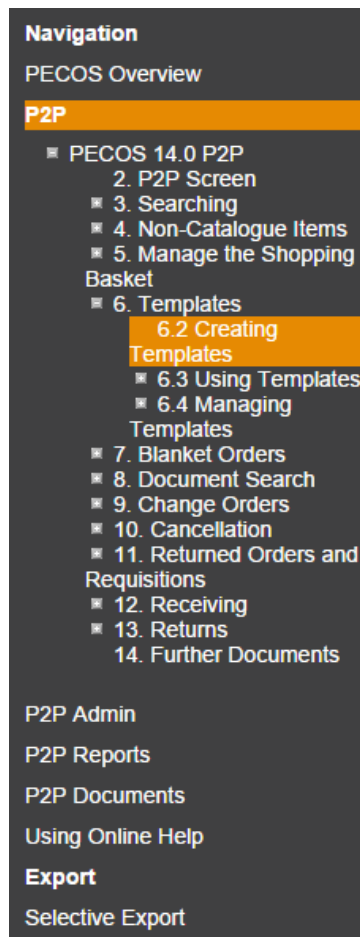 Navigation
PECOS Overview
P2P
PECOS 14.0 P2P
2. P2P Screen
3. Searching
4. Non-Catalogue Items
5. Manage the Shopping
Basket
6. Templates
6.2 Creating
Templates
6.3 Using Templates
6.4 Managing
Templates
7. Blanket Orders
8. Document Search
9. Change Orders
10. Cancellation
11. Returned Orders and
Requisitions
12. Receiving
13. Returns
14. Further Documents
P2P Admin
P2P Reports
P2P Documents
Using Online Help
Export
Selective Export